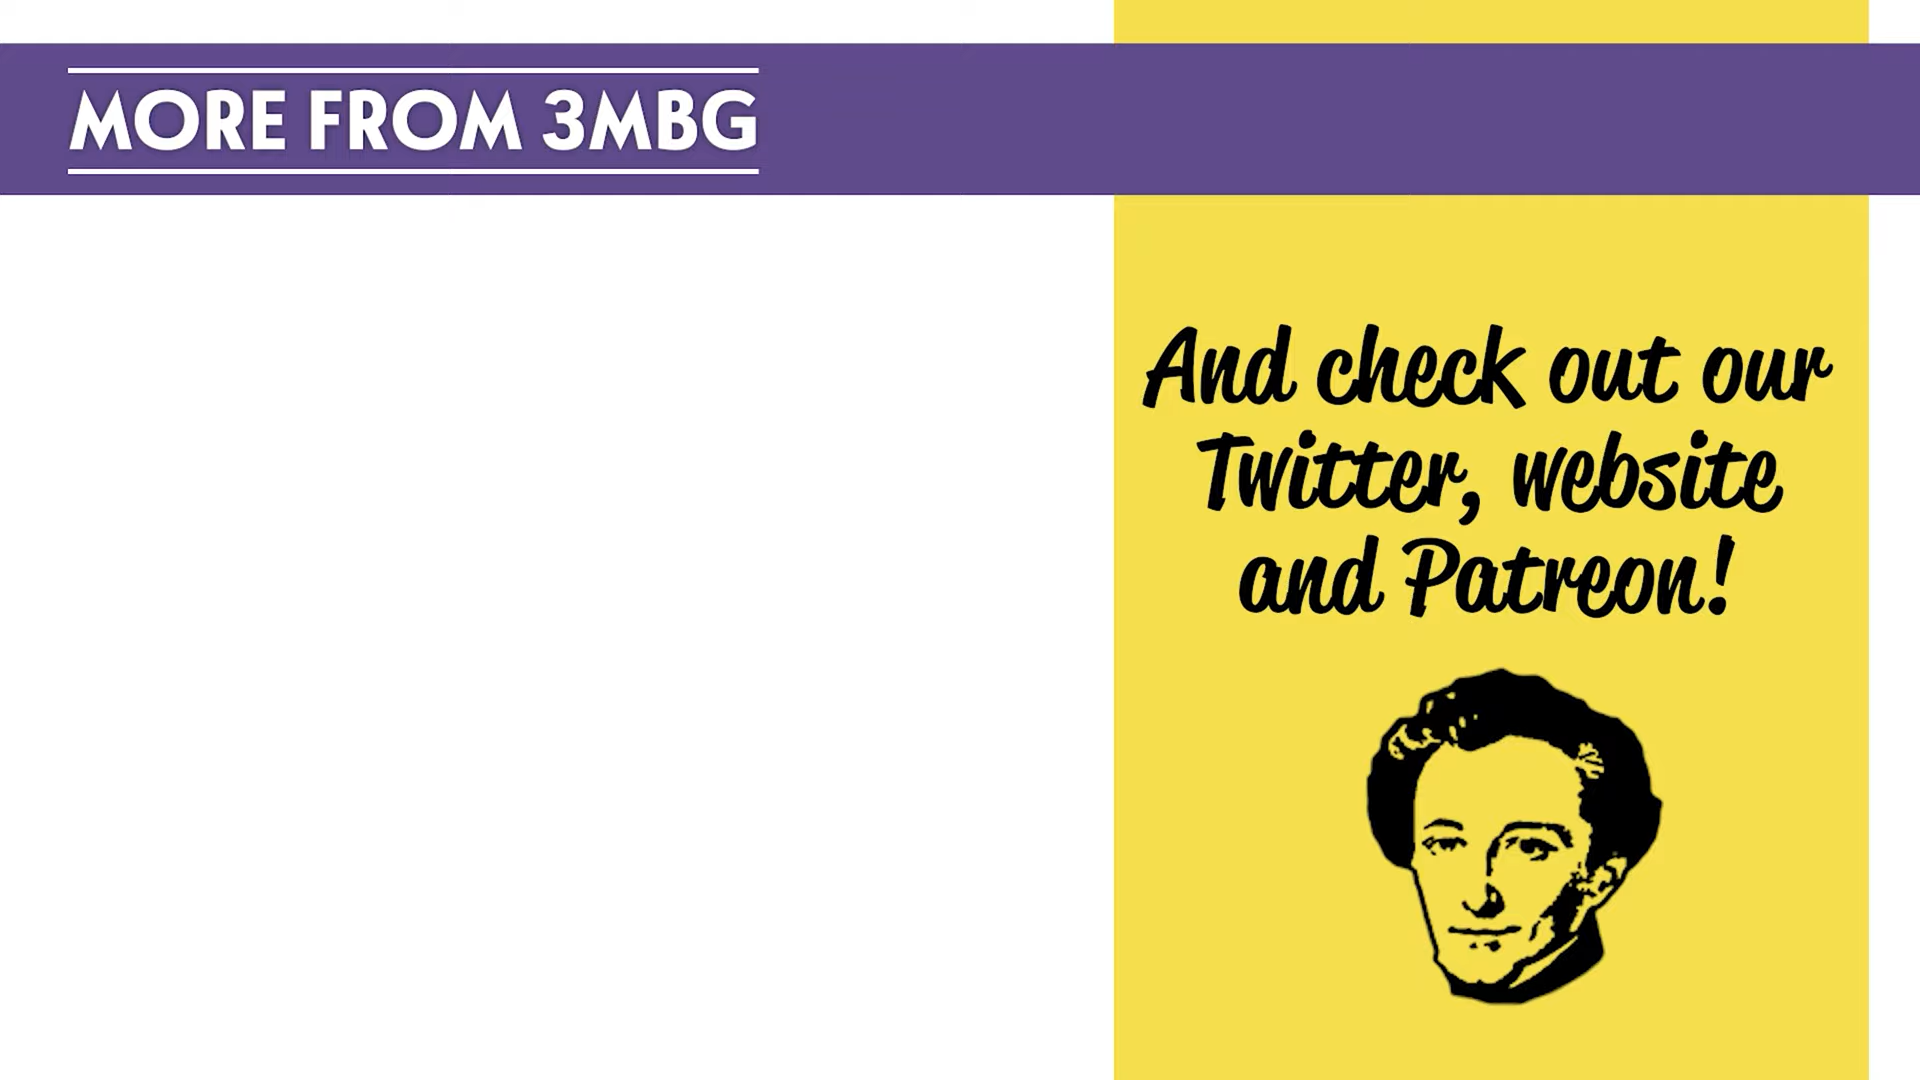 MORE FROM 3MBG
And check out our
Twitter, website
and Patreon!